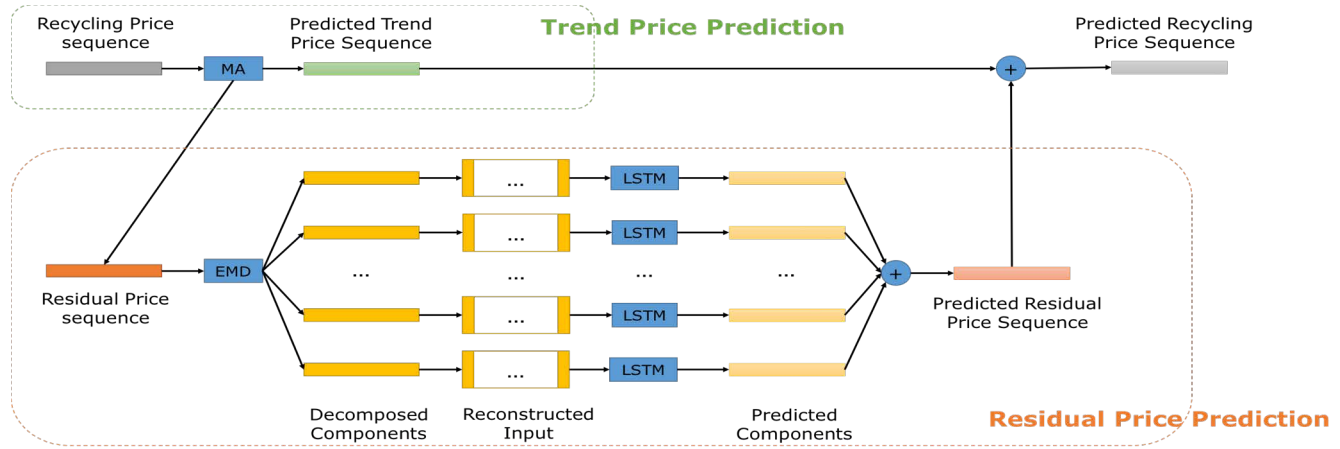 Recycling Price
sequence
Predicted Trend
Price Sequence
Trend Price Prediction
Predicted Recycling
Price Sequence
MA
+
...
LSTM
...
LSTM
Residual Price
sequence
EMD
...
...
...
...
+
Predicted Residual
Price Sequence
...
LSTM
...
LSTM
Decomposed
Components
Reconstructed
Input
Predicted
Components
Residual Price Prediction